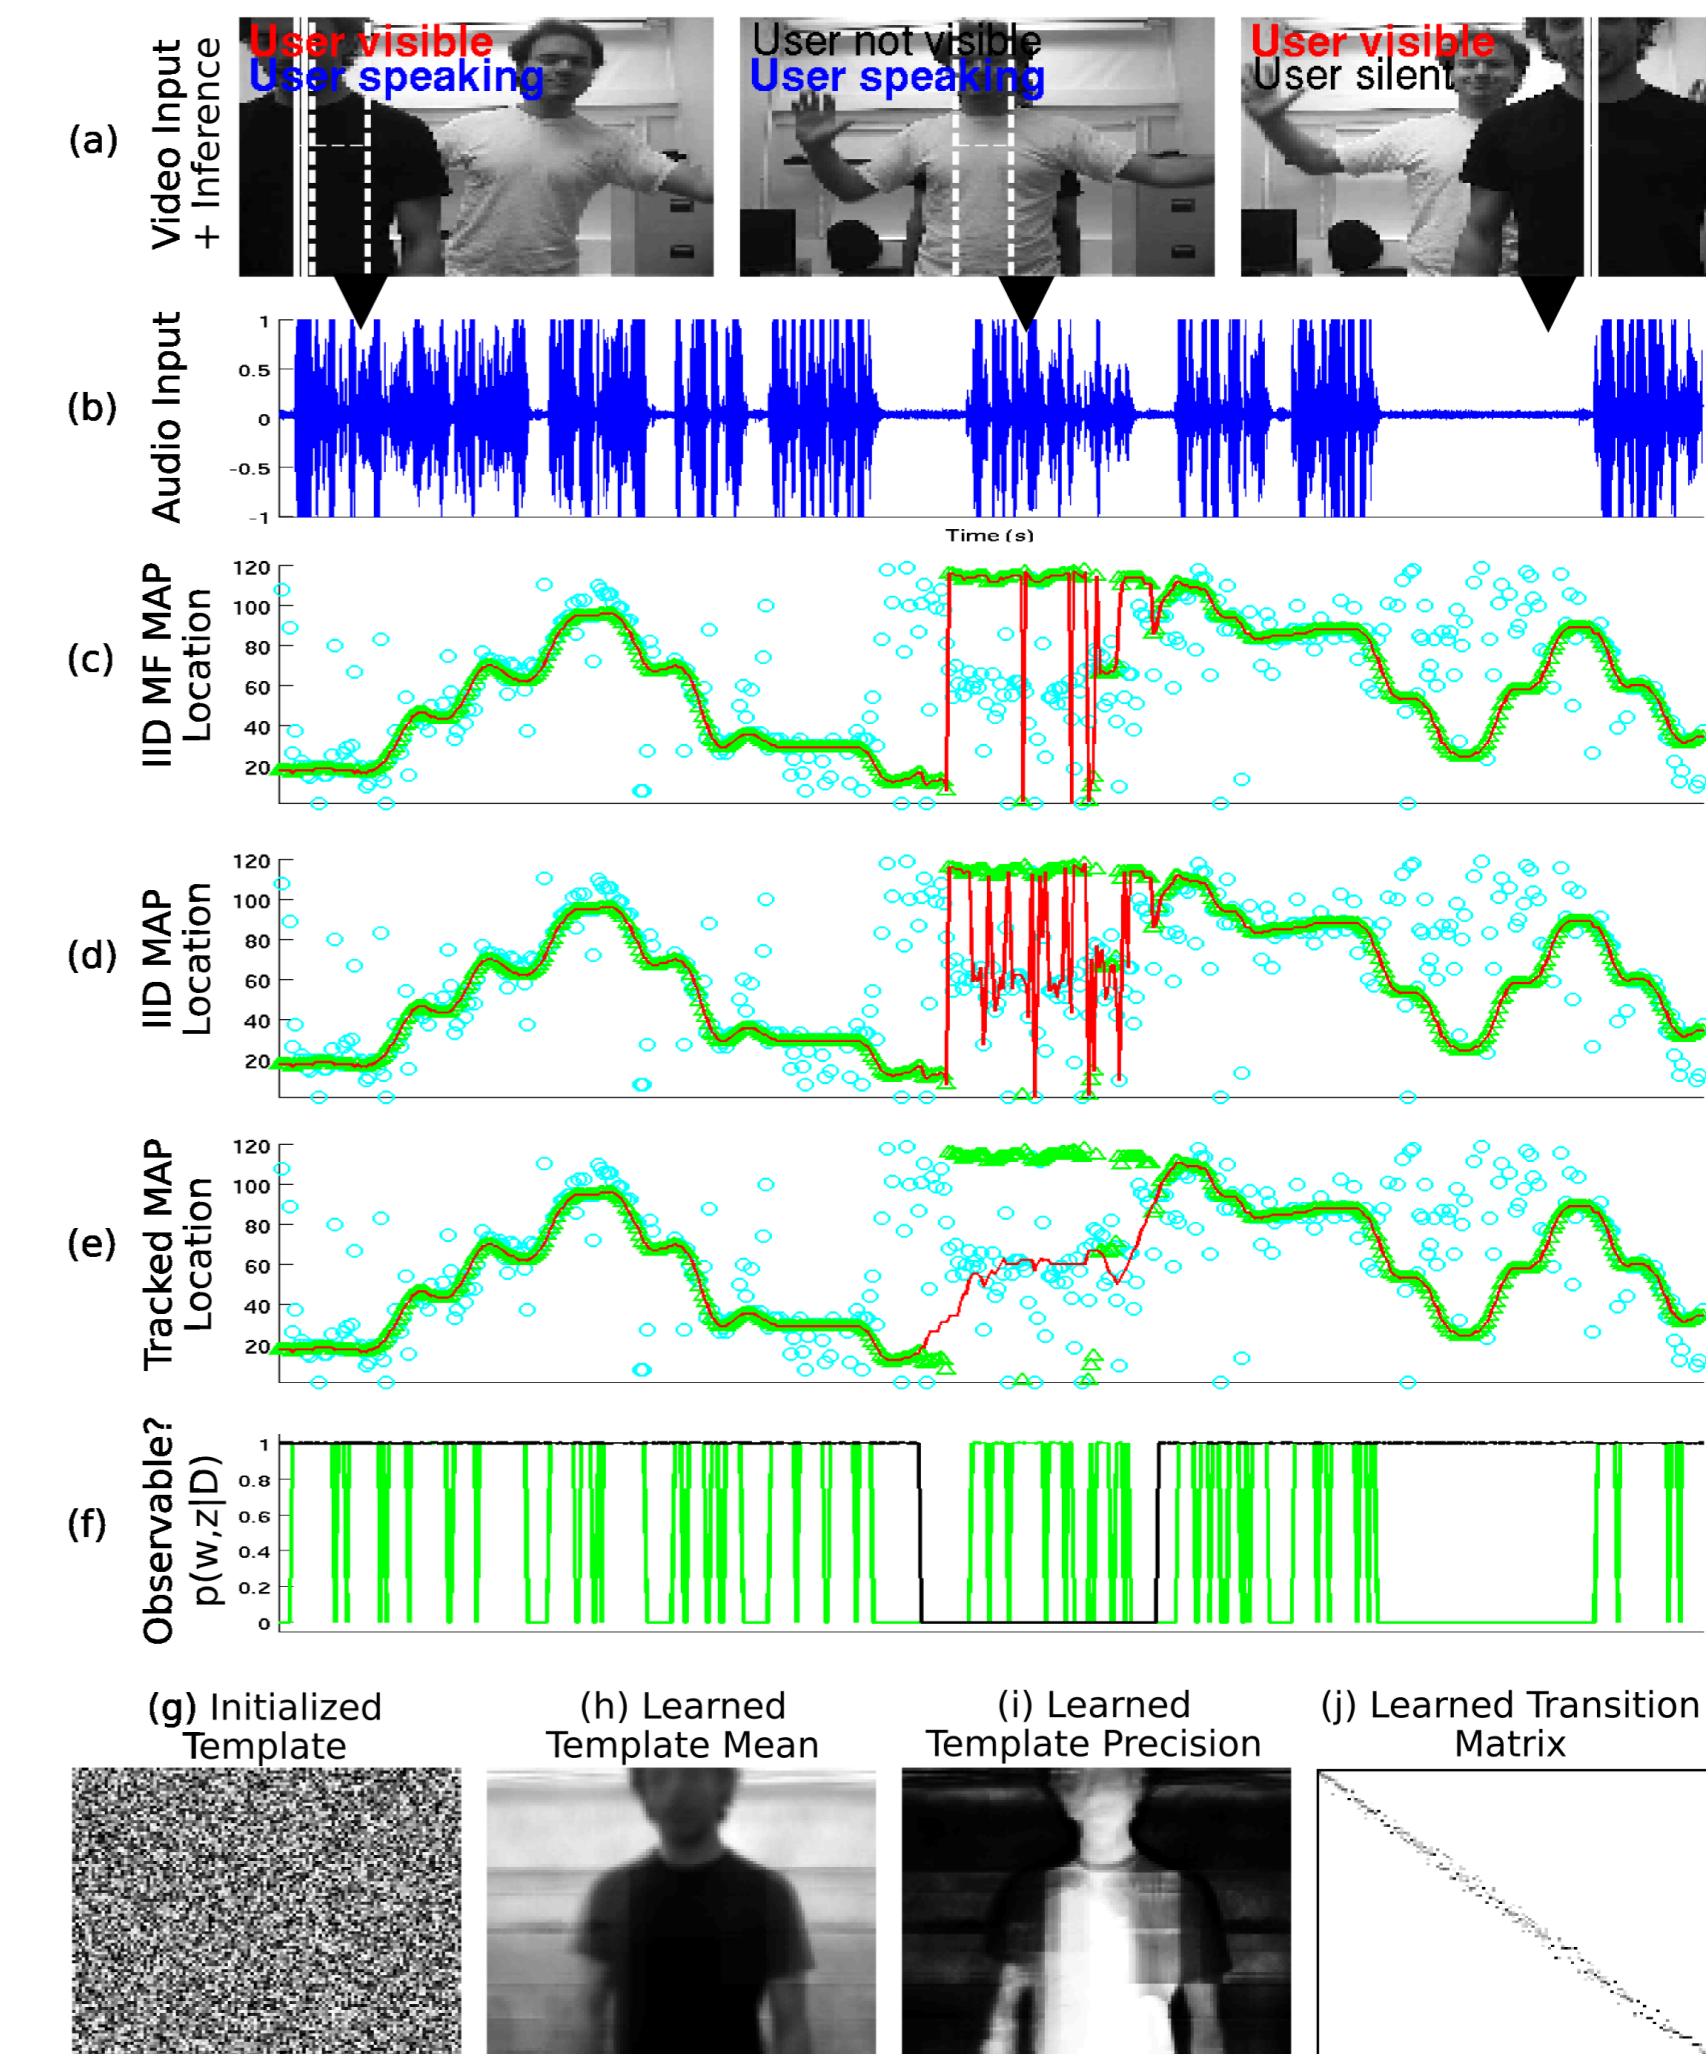 (a)
Video Input
+ Inference
User visible
User speaking
User not visible
User speaking
User visible
User silent
(b)
Audio Input
1
0.5
0
-0.5
-1
Time (s)
(c)
IID MF MAP
Location
120
100
80
60
40
20
(d)
IID MAP
Location
120
100
80
60
40
20
(e)
Tracked MAP
Location
120
100
80
60
40
20
(f)
Observable?
p(w,z|D)
1
0.8
0.6
0.4
0.2
0
(g) Initialized
Template
(h) Learned
Template Mean
(i) Learned
Template Precision
(j) Learned Transition
Matrix